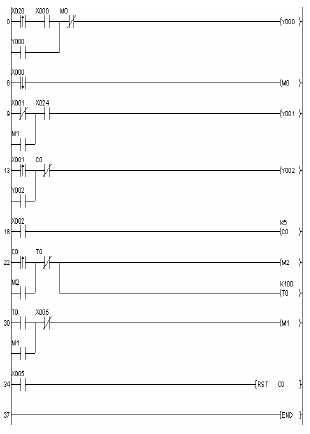 X020 X000 M0
0 Y000
Y000
X000
8 M0
X001 X024
9 Y001
M1
X001 C0
13 Y002
Y002
X002 K5
18 C0
C0 T0
22 M2
M2 K100
T0
T0 X005
30 M1
M1
X005
34 RST C0
37 END